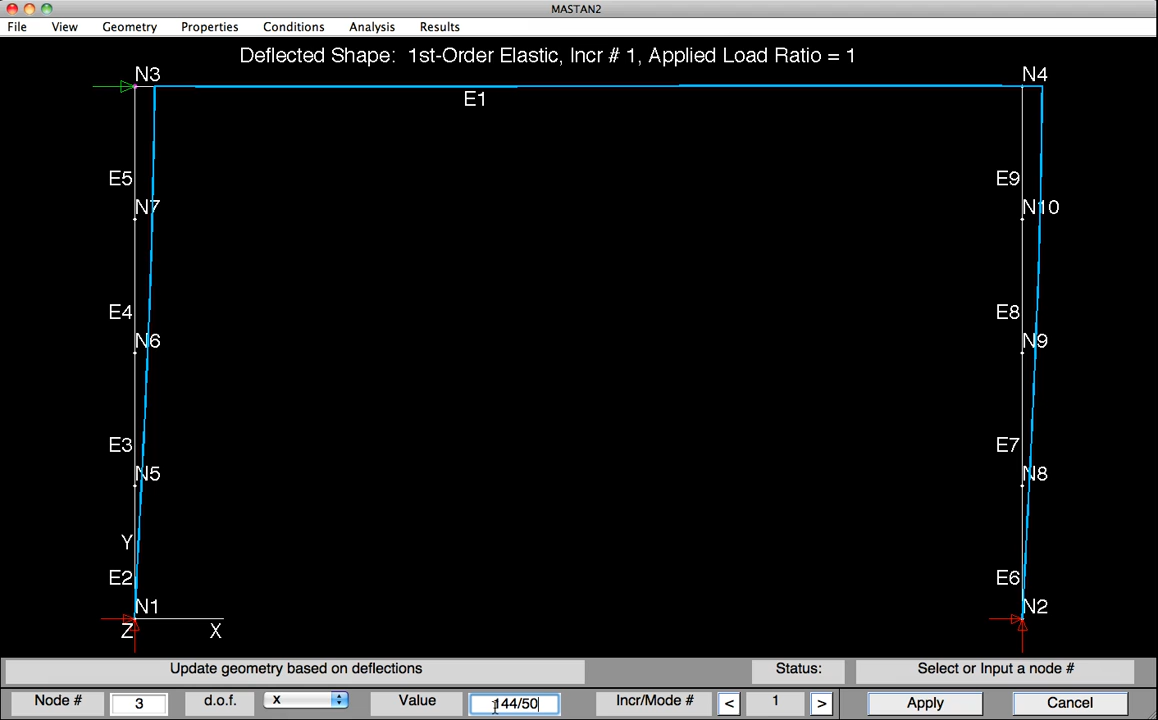 MASTAN2
File View Geometry Properties Conditions Analysis Results
Deflected Shape: 1st-Order Elastic, Incr # 1, Applied Load Ratio = 1
N3 N4
E1
E5 E9
N7 N10
E4 E8
N6 N9
E3 E7
N5 N8
Y
E2 E6
N1 N2
Z X
Update geometry based on deflections Status: Select or Input a node #
Node # 3 d.o.f. X Value 144/50 Incr/Mode # < 1 > Apply Cancel